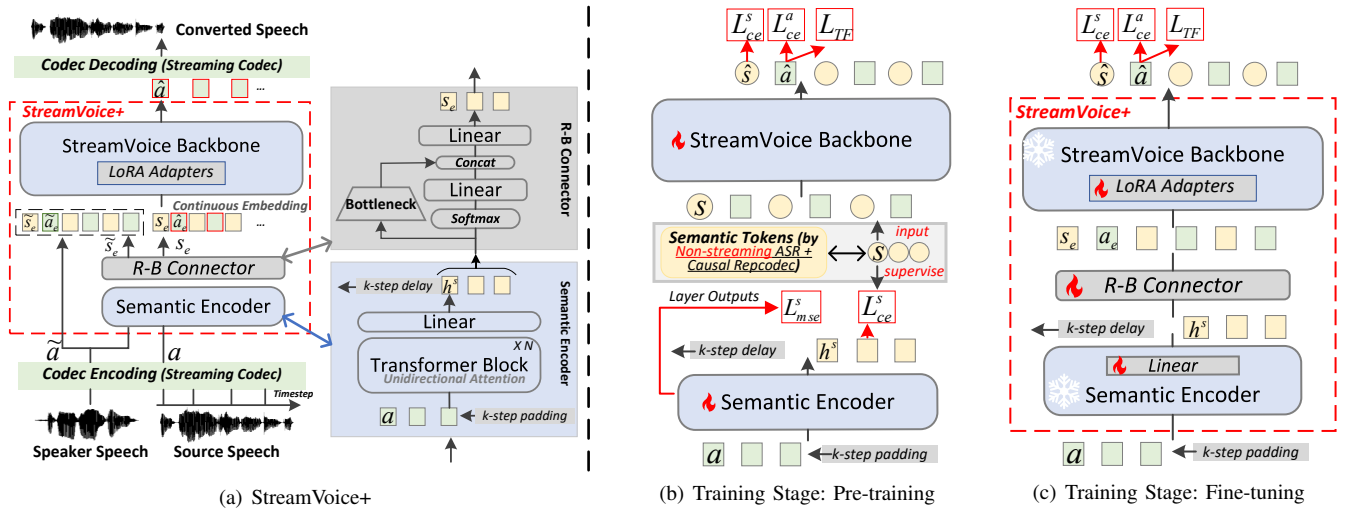 Converted Speech
Codec Decoding (Streaming Codec)
â ...
StreamVoice+
StreamVoice Backbone
LoRA Adapters
Continuous Embedding
s̃ₑ ãₑ
sₑ âₑ ...
s̃ₑ sₑ
R-B Connector
Semantic Encoder
ã a
Codec Encoding (Streaming Codec)
Timestep
Speaker Speech
Source Speech
sₑ
Linear
Concat
Linear
Bottleneck
Softmax
R-B Connector
k-step delay
hˢ
Linear
X N
Transformer Block
Unidirectional Attention
a
k-step padding
Semantic Encoder
(a) StreamVoice+
Lˢce Lᵃce L_TF
ŝ â
StreamVoice Backbone
s
Semantic Tokens (by
Non-streaming ASR +
Causal Repcodec)
input
s
supervise
Layer Outputs
Lˢmse
Lˢce
k-step delay
hˢ
Semantic Encoder
a
k-step padding
(b) Training Stage: Pre-training
Lˢce Lᵃce L_TF
ŝ â
StreamVoice+
StreamVoice Backbone
LoRA Adapters
sₑ aₑ
R-B Connector
k-step delay
hˢ
Linear
Semantic Encoder
a
k-step padding
(c) Training Stage: Fine-tuning